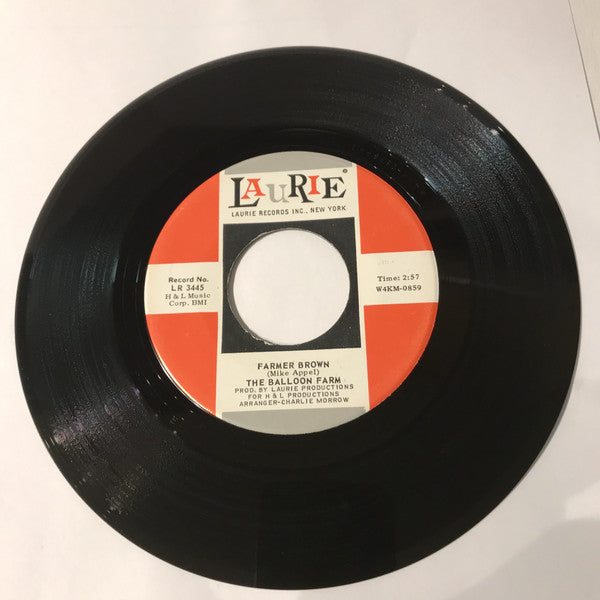 LAURIE
LAURIE RECORDS INC., NEW YORK
Record No.
LR 3445
H & L Music
Corp. BMI
Time: 2:57
W4KM-0859
FARMER BROWN
(Mike Appel)
THE BALLOON FARM
PROD. BY LAURIE PRODUCTIONS
FOR H & L PRODUCTIONS
ARRANGER-CHARLIE MORROW